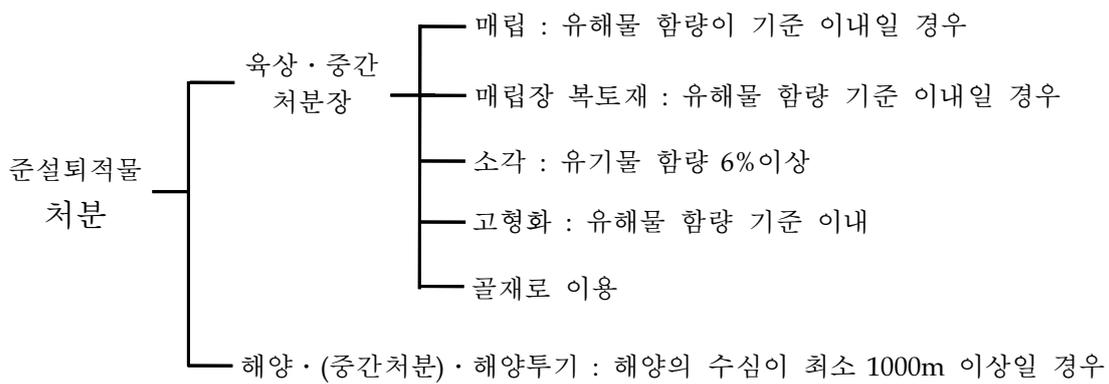 준설퇴적물
처분
육상·중간
처분장
매립 : 유해물 함량이 기준 이내일 경우
매립장 복토재 : 유해물 함량 기준 이내일 경우
소각 : 유기물 함량 6%이상
고형화 : 유해물 함량 기준 이내
골재로 이용
해양·(중간처분)·해양투기 : 해양의 수심이 최소 1000m 이상일 경우